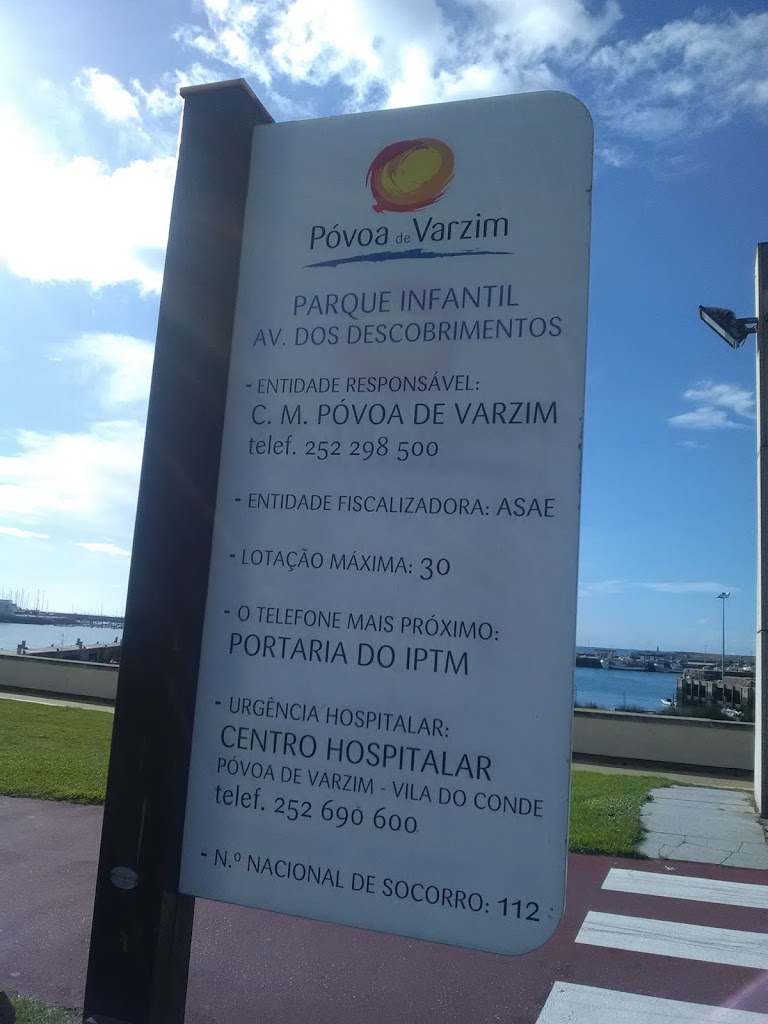 Póvoa de Varzim
PARQUE INFANTIL
AV. DOS DESCOBRIMENTOS
- ENTIDADE RESPONSÁVEL:
C. M. PÓVOA DE VARZIM
telef. 252 298 500
- ENTIDADE FISCALIZADORA: ASAE
- LOTAÇÃO MÁXIMA: 30
- O TELEFONE MAIS PRÓXIMO:
PORTARIA DO IPTM
- URGÊNCIA HOSPITALAR:
CENTRO HOSPITALAR
PÓVOA DE VARZIM - VILA DO CONDE
telef. 252 690 600
- N.º NACIONAL DE SOCORRO: 112